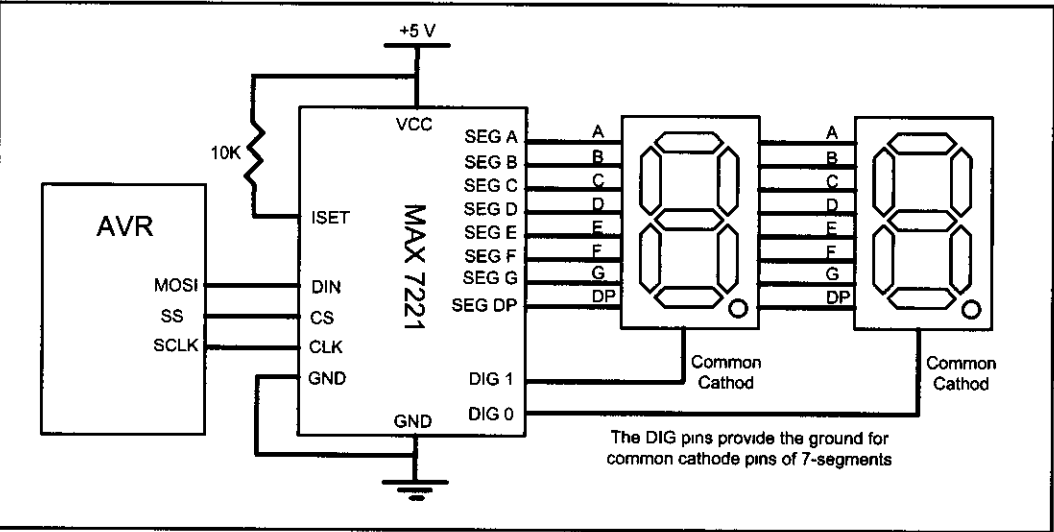 +5 V
VCC
10K
ISET
AVR
MOSI
SS
SCLK
DIN
CS
CLK
GND
GND
MAX 7221
SEG A
SEG B
SEG C
SEG D
SEG E
SEG F
SEG G
SEG DP
DIG 1
DIG 0
A
B
C
D
E
F
G
DP
A
B
C
D
E
F
G
DP
Common
Cathod
Common
Cathod
The DIG pins provide the ground for
common cathode pins of 7-segments